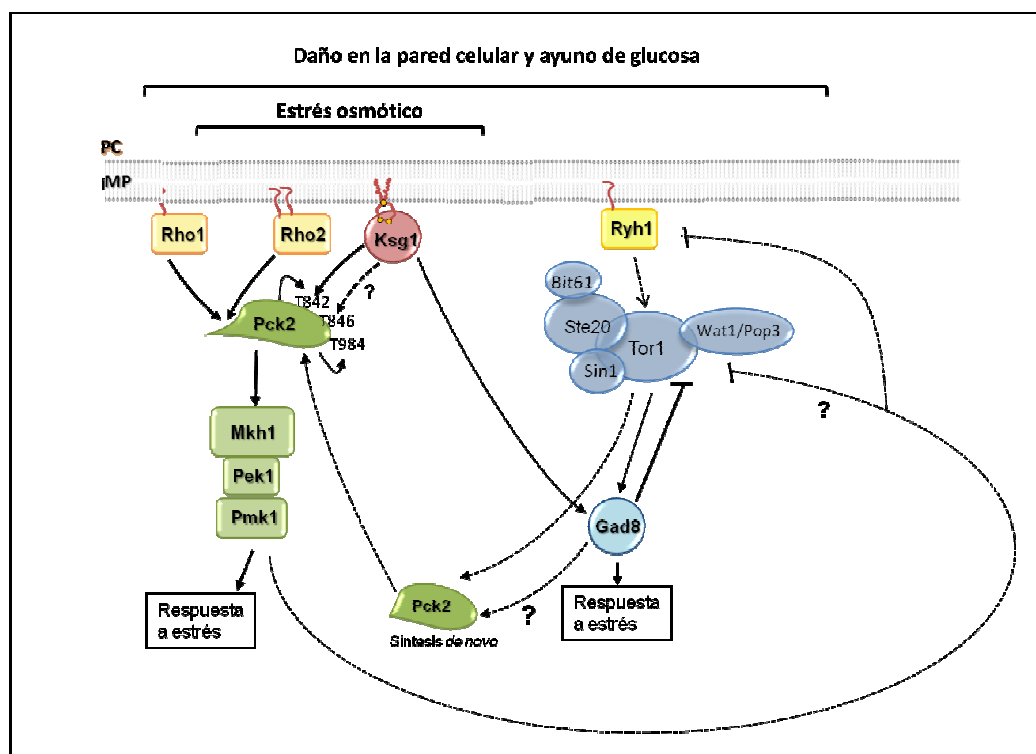 Daño en la pared celular y ayuno de glucosa
Estrés osmótico
PC
MP
Rho1
Rho2
Ksg1
Ryh1
?
T842
T846
T984
Pck2
Bit61
Ste20
Tor1
Wat1/Pop3
Sin1
?
Mkh1
Pek1
Pmk1
Gad8
Respuesta
a estrés
Pck2
?
Síntesis de novo
Respuesta
a estrés